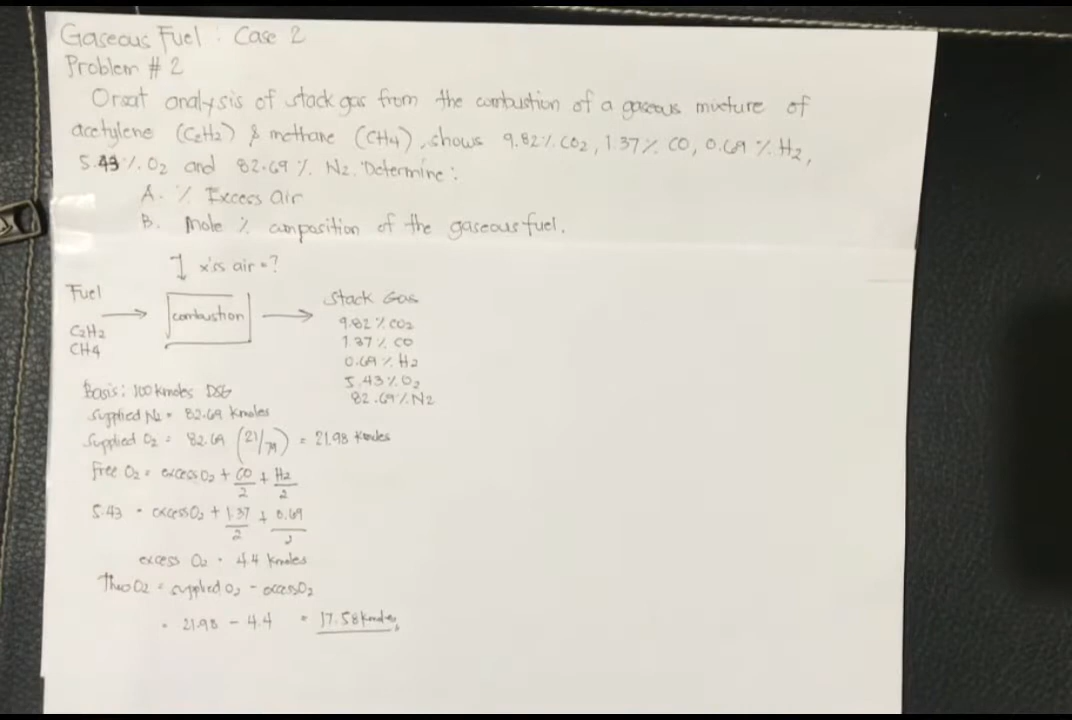 Gaseous Fuel : Case 2
Problem # 2
Orsat analysis of stack gas from the combustion of a gaseous mixture of
acetylene (C2H2) & methane (CH4), shows 9.82% CO2, 1.37% CO, 0.69 % H2,
5.43 % O2 and 82.69 % N2. Determine:
A. % Excess air
B. Mole % composition of the gaseous fuel.
x'ss air = ?
Fuel
combustion
Stack Gas
C2H2
CH4
9.82 % CO2
1.37 % CO
0.69 % H2
5.43 % O2
82.69 % N2
Basis: 100 kmoles DSG
Supplied N2 = 82.69 kmoles
Supplied O2 = 82.69 (21/79) = 21.98 kmoles
Free O2 = excess O2 + CO/2 + H2/2
5.43 = excess O2 + 1.37/2 + 0.69/2
excess O2 = 4.4 kmoles
Theo O2 = supplied O2 - excess O2
= 21.98 - 4.4 = 17.58 kmoles